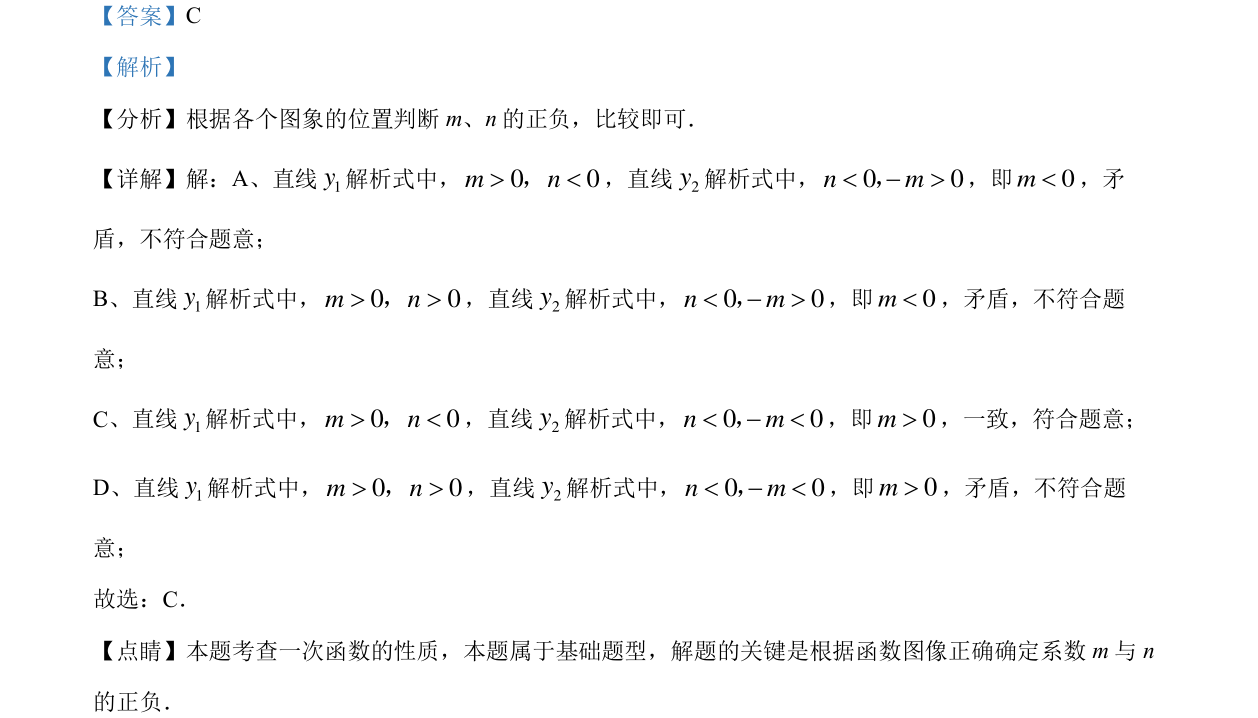 【答案】C
【解析】
【分析】根据各个图象的位置判断 m、n 的正负，比较即可．
【详解】解：A、直线 y₁ 解析式中， m > 0， n < 0 ，直线 y₂ 解析式中， n < 0，− m > 0 ，即 m < 0 ，矛
盾，不符合题意；
B、直线 y₁ 解析式中， m > 0， n > 0 ，直线 y₂ 解析式中， n < 0，− m > 0 ，即 m < 0 ，矛盾，不符合题
意；
C、直线 y₁ 解析式中， m > 0， n < 0 ，直线 y₂ 解析式中， n < 0，− m < 0 ，即 m > 0 ，一致，符合题意；
D、直线 y₁ 解析式中， m > 0， n > 0 ，直线 y₂ 解析式中， n < 0，− m < 0 ，即 m > 0 ，矛盾，不符合题
意；
故选：C．
【点睛】本题考查一次函数的性质，本题属于基础题型，解题的关键是根据函数图像正确确定系数 m 与 n
的正负．